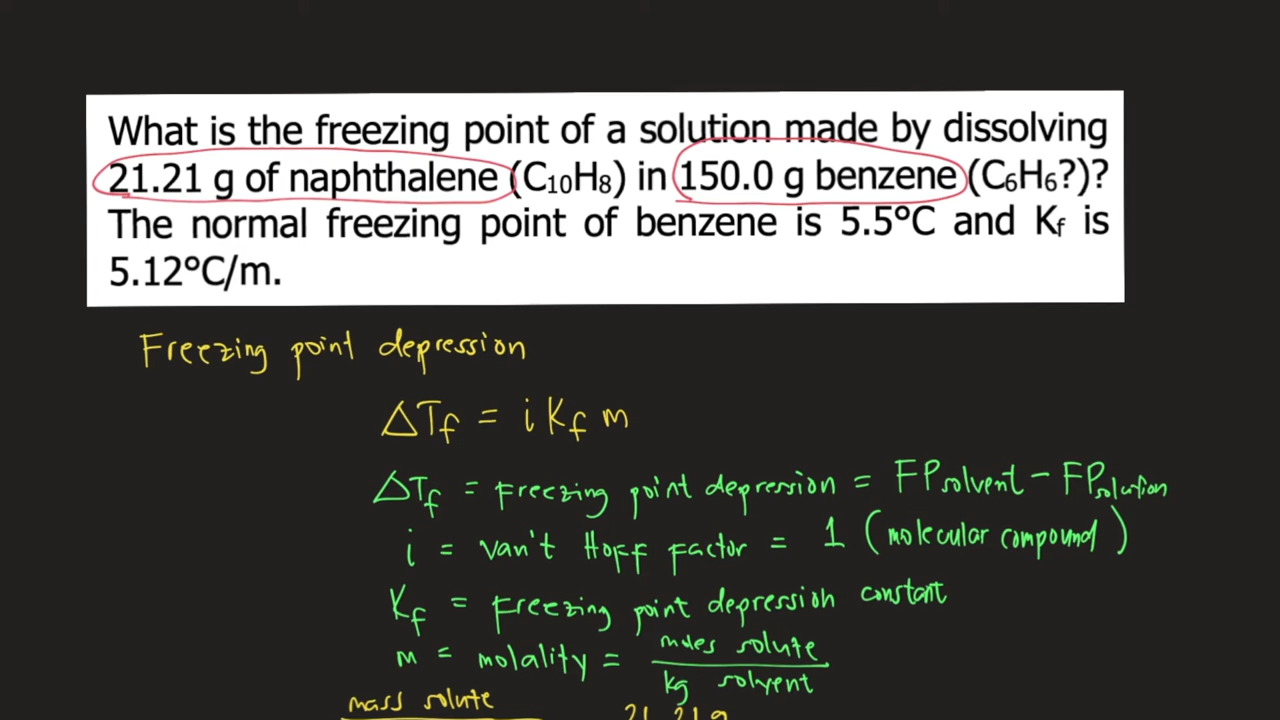 What is the freezing point of a solution made by dissolving
21.21 g of naphthalene (C₁₀H₈) in 150.0 g benzene (C₆H₆?)?
The normal freezing point of benzene is 5.5°C and Kf is
5.12°C/m.
Freezing point depression
ΔTf = i Kf m
ΔTf = freezing point depression = FPsolvent - FPsolution
i = van't Hoff factor = 1 (molecular compound)
Kf = freezing point depression constant
m = molality = moles solute
kg solvent
mass solute
21.21g